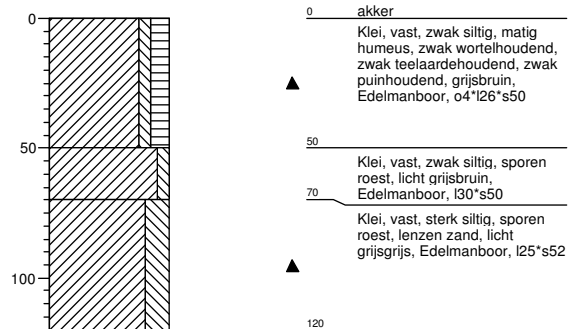 0
50
100
0 akker
Klei, vast, zwak siltig, matig
humeus, zwak wortelhoudend,
zwak teelaardehoudend, zwak
puinhoudend, grijsbruin,
Edelmanboor, o4*l26*s50
50
Klei, vast, zwak siltig, sporen
roest, licht grijsbruin,
Edelmanboor, l30*s50
70
Klei, vast, sterk siltig, sporen
roest, lenzen zand, licht
grijsgrijs, Edelmanboor, l25*s52
120